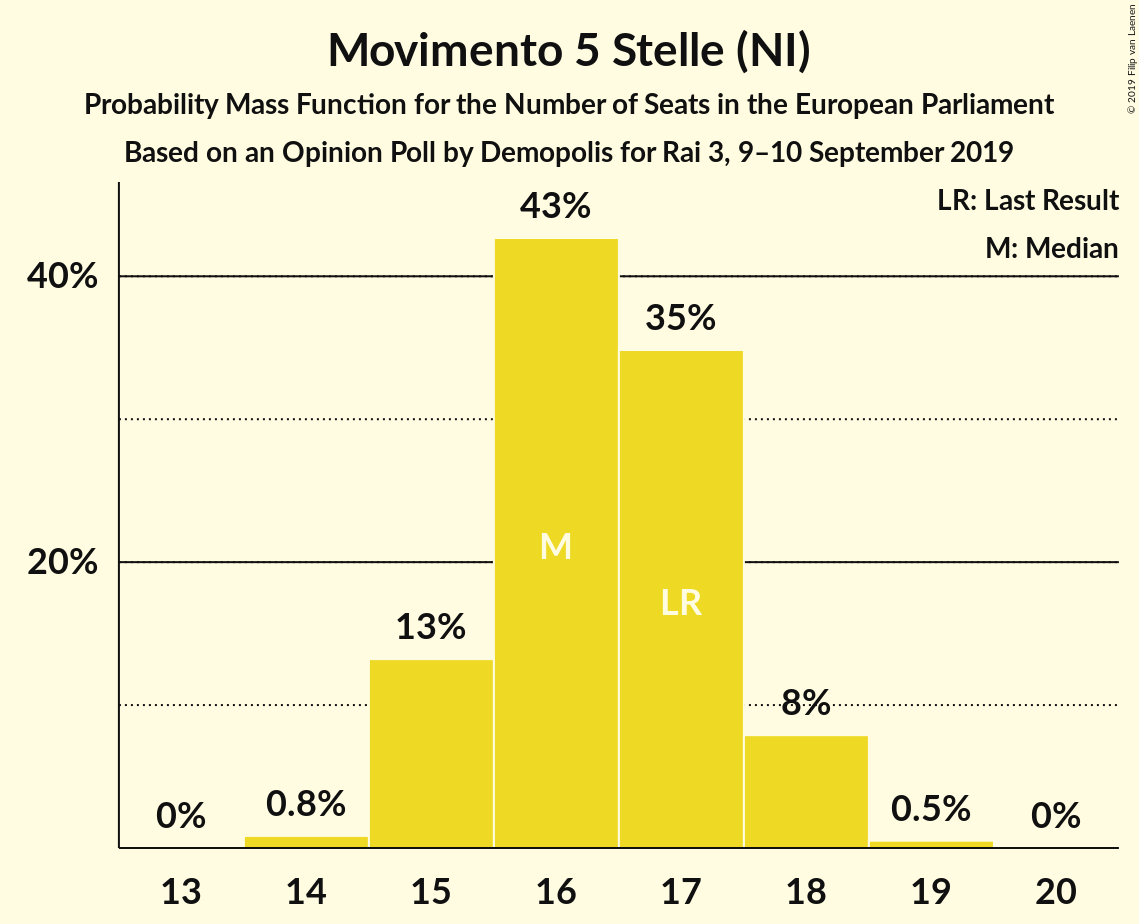 Movimento 5 Stelle (NI)
Probability Mass Function for the Number of Seats in the European Parliament
Based on an Opinion Poll by Demopolis for Rai 3, 9–10 September 2019
© 2019 Filip van Laenen
LR: Last Result
M: Median
43%
40%
35%
M
20%
LR
13%
8%
0%
0.8%
0.5%
0%
13 14 15 16 17 18 19 20